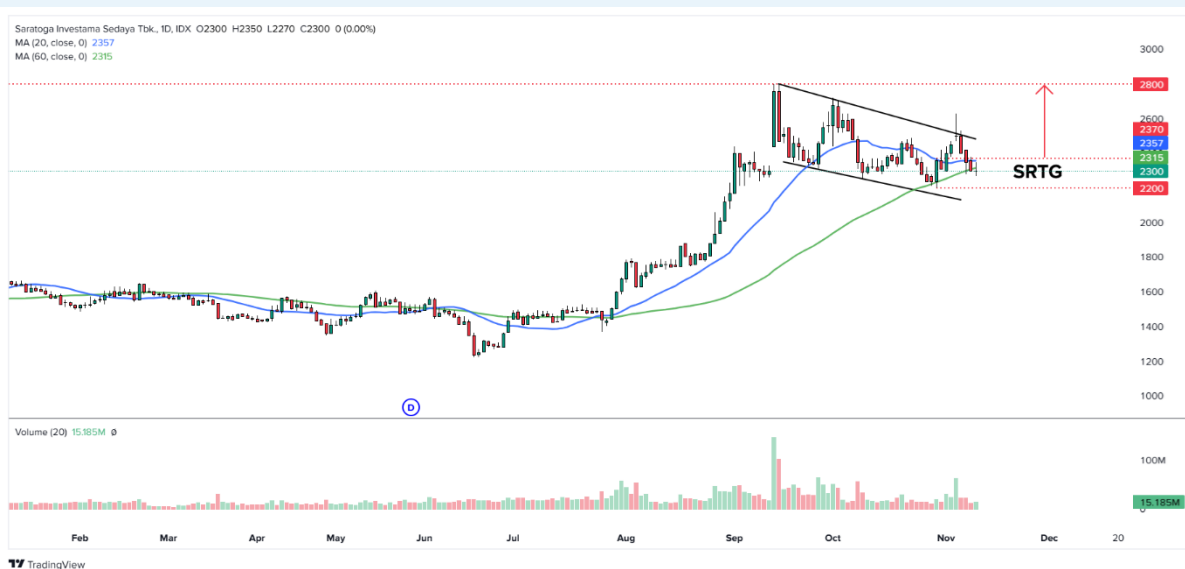 Saratoga Investama Sedaya Tbk., 1D, IDX O2300 H2350 L2270 C2300 0 (0.00%)
MA (20, close, 0) 2357
MA (60, close, 0) 2315
3000
2800
2600
2370
2357
2315
2300
2200
2000
1800
1600
1400
1200
1000
SRTG
D
Volume (20) 15.185M Ø
100M
15.185M
0
Feb Mar Apr May Jun Jul Aug Sep Oct Nov Dec 20
TradingView